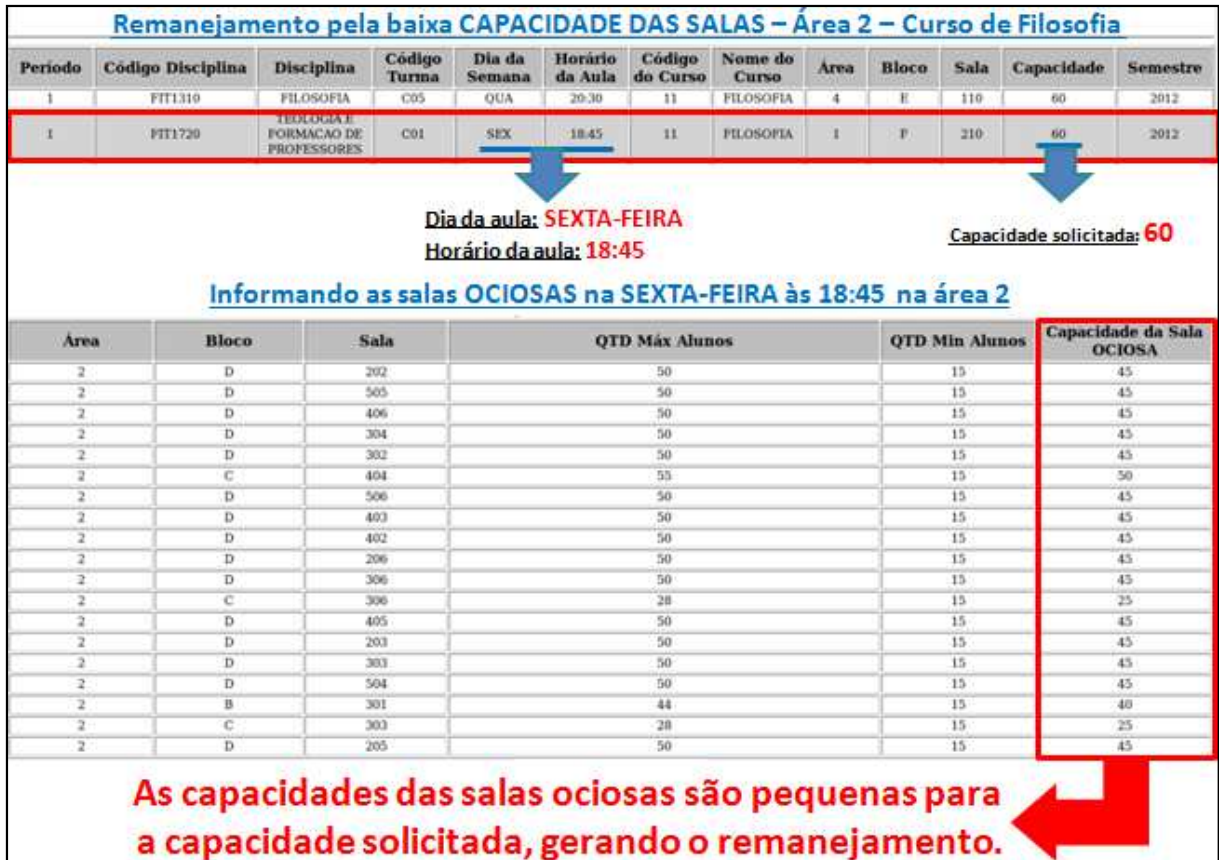 Remanejamento pela baixa CAPACIDADE DAS SALAS – Área 2 – Curso de Filosofia
Período Código Disciplina Disciplina Código Turma Dia da Semana Horário da Aula Código do Curso Nome do Curso Área Bloco Sala Capacidade Semestre
1 FIT1310 FILOSOFIA C05 QUA 20:30 11 FILOSOFIA 4 E 110 60 2012
1 FIT1720 TEOLOGIA E FORMACAO DE PROFESSORES C01 SEX 18:45 11 FILOSOFIA 1 F 210 60 2012
Dia da aula: SEXTA-FEIRA
Horário da aula: 18:45
Capacidade solicitada: 60
Informando as salas OCIOSAS na SEXTA-FEIRA às 18:45 na área 2
Área Bloco Sala QTD Máx Alunos QTD Min Alunos Capacidade da Sala OCIOSA
2 D 202 50 15 45
2 D 505 50 15 45
2 D 406 50 15 45
2 D 304 50 15 45
2 D 302 50 15 45
2 C 404 55 15 50
2 D 506 50 15 45
2 D 403 50 15 45
2 D 402 50 15 45
2 D 206 50 15 45
2 D 306 50 15 45
2 C 306 28 15 25
2 D 405 50 15 45
2 D 203 50 15 45
2 D 303 50 15 45
2 D 504 50 15 45
2 B 301 44 15 40
2 C 303 28 15 25
2 D 205 50 15 45
As capacidades das salas ociosas são pequenas para
a capacidade solicitada, gerando o remanejamento.